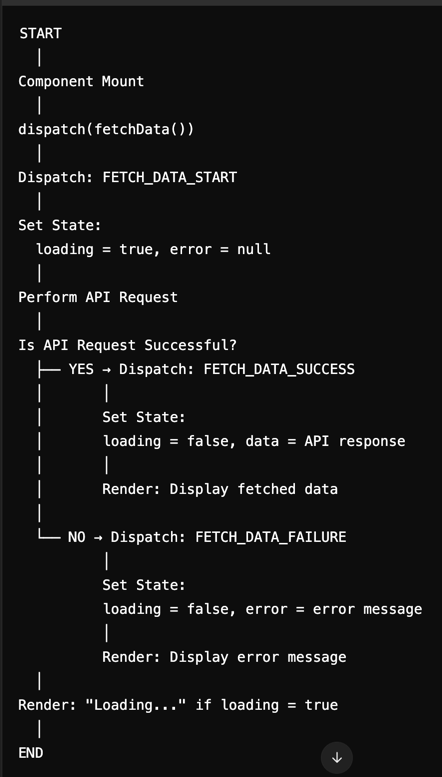 START
Component Mount
dispatch(fetchData())
Dispatch: FETCH_DATA_START
Set State:
loading = true, error = null
Perform API Request
Is API Request Successful?
├── YES → Dispatch: FETCH_DATA_SUCCESS
Set State:
loading = false, data = API response
Render: Display fetched data
└── NO → Dispatch: FETCH_DATA_FAILURE
Set State:
loading = false, error = error message
Render: Display error message
Render: "Loading..." if loading = true
END